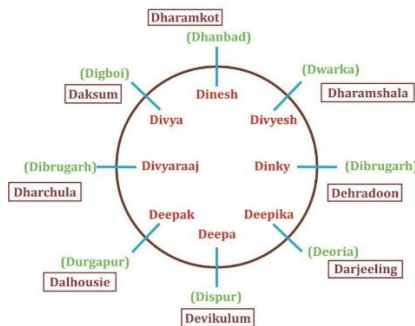 Dharamkot
(Dhanbad)
(Digboi)
(Dwarka)
Daksum
Dinesh
Dharamshala
Divya
Divyesh
(Dibrugarh)
Divyaraaj
Dinky
(Dibrugarh)
Dharchula
Dehradoon
Deepak
Deepika
Deepa
(Durgapur)
(Deoria)
Dalhousie
Darjeeling
(Dispur)
Devikulum